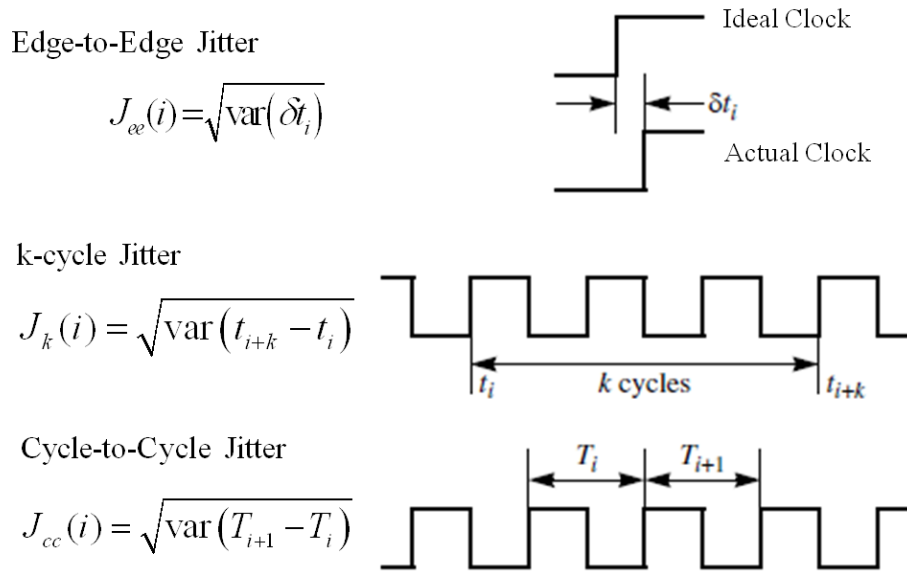 Edge-to-Edge Jitter
J_ee(i) = √var(δt_i)
Ideal Clock
δt_i
Actual Clock
k-cycle Jitter
J_k(i) = √var(t_{i+k} − t_i)
t_i
k cycles
t_{i+k}
Cycle-to-Cycle Jitter
J_cc(i) = √var(T_{i+1} − T_i)
T_i
T_{i+1}